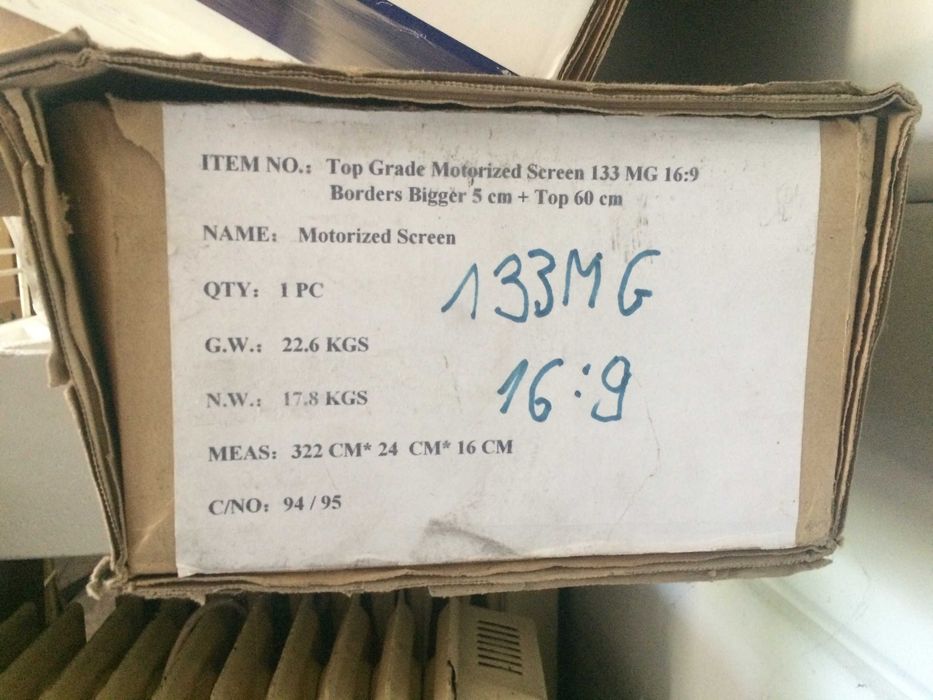 ITEM NO.: Top Grade Motorized Screen 133 MG 16:9
Borders Bigger 5 cm + Top 60 cm
NAME: Motorized Screen
133MG
QTY: 1 PC
G.W.: 22.6 KGS
16:9
N.W.: 17.8 KGS
MEAS: 322 CM* 24 CM* 16 CM
C/NO: 94 / 95